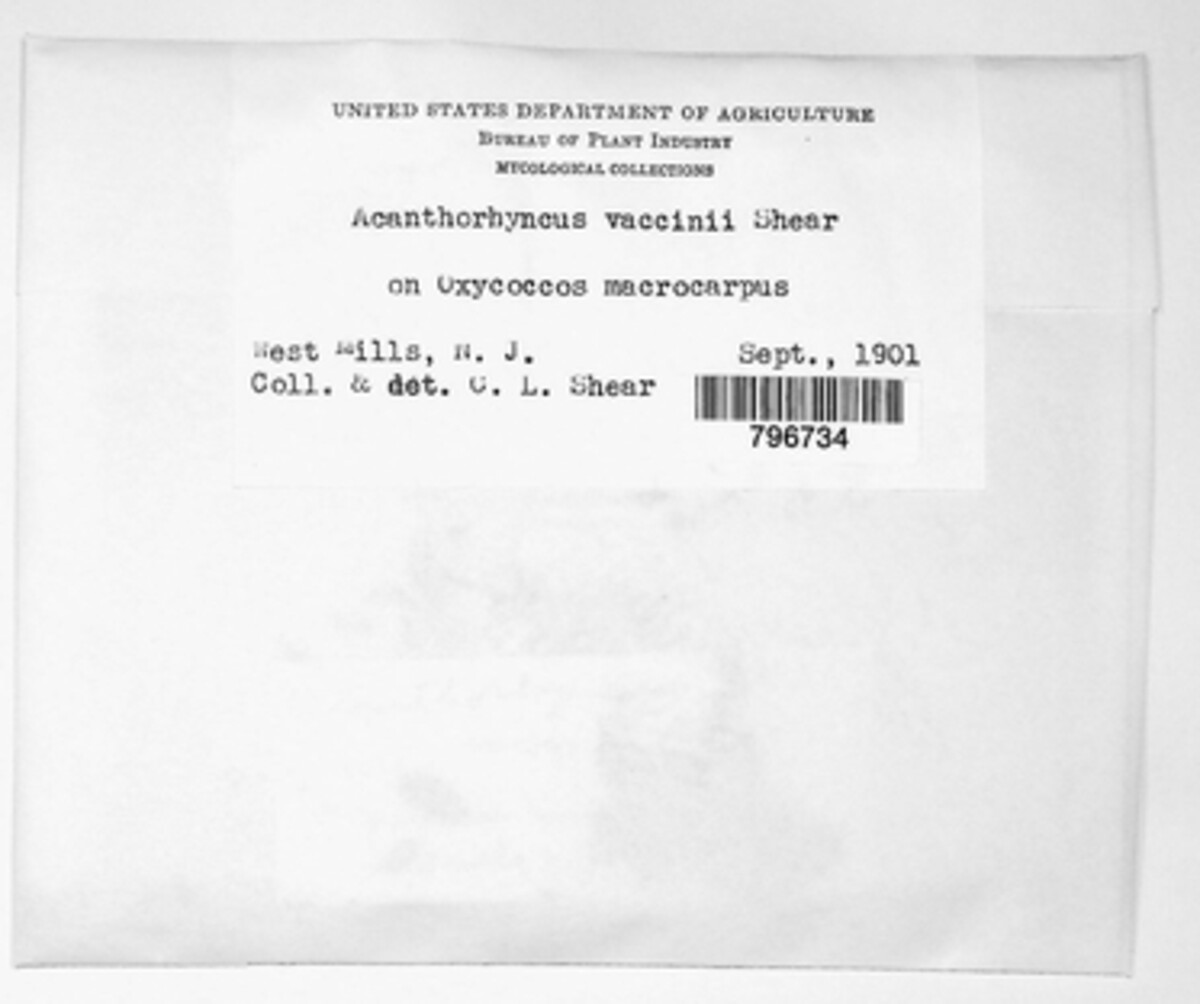 UNITED STATES DEPARTMENT OF AGRICULTURE
BUREAU OF PLANT INDUSTRY
MYCOLOGICAL COLLECTIONS
Acanthorhyncus vaccinii Shear
on Oxycoccos macrocarpus
West Mills, N. J.
Sept., 1901
Coll. & det. C. L. Shear
796734